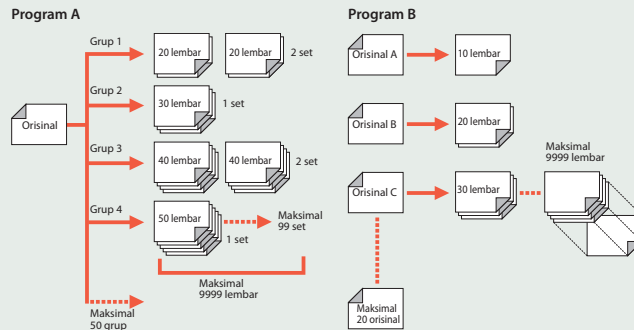 Program A
Grup 1
20 lembar
20 lembar
2 set
Grup 2
30 lembar
1 set
Orisinal
Grup 3
40 lembar
40 lembar
2 set
Grup 4
50 lembar
1 set
Maksimal
99 set
Maksimal
9999 lembar
Maksimal
50 grup
Program B
Orisinal A
10 lembar
Orisinal B
20 lembar
Maksimal
9999 lembar
Orisinal C
30 lembar
Maksimal
20 orisinal